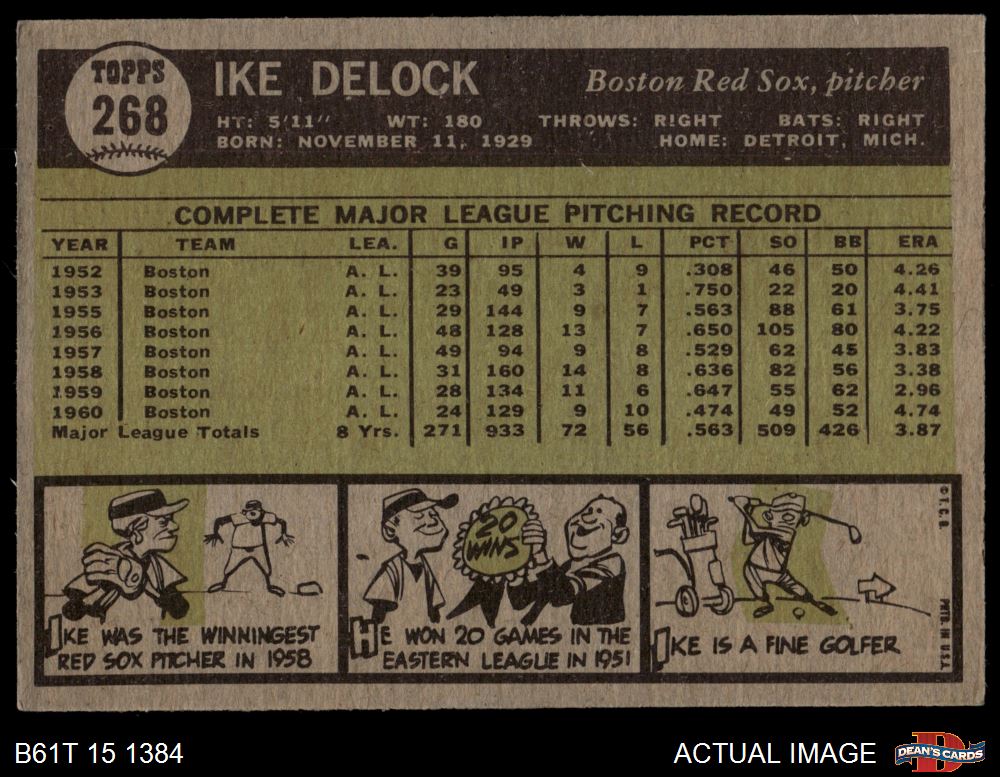 TOPPS
268
IKE DELOCK
Boston Red Sox, pitcher
HT: 5'11" WT: 180 THROWS: RIGHT BATS: RIGHT
BORN: NOVEMBER 11, 1929 HOME: DETROIT, MICH.
COMPLETE MAJOR LEAGUE PITCHING RECORD
YEAR TEAM LEA. G IP W L PCT SO BB ERA
1952 Boston A. L. 39 95 4 9 .308 46 50 4.26
1953 Boston A. L. 23 49 3 1 .750 22 20 4.41
1955 Boston A. L. 29 144 9 7 .563 88 61 3.75
1956 Boston A. L. 48 128 13 7 .650 105 80 4.22
1957 Boston A. L. 49 94 9 8 .529 62 45 3.83
1958 Boston A. L. 31 160 14 8 .636 82 56 3.38
1959 Boston A. L. 28 134 11 6 .647 55 62 2.96
1960 Boston A. L. 24 129 9 10 .474 49 52 4.74
Major League Totals 8 Yrs. 271 933 72 56 .563 509 426 3.87
IKE WAS THE WINNINGEST
RED SOX PITCHER IN 1958
20
WINS
HE WON 20 GAMES IN THE
EASTERN LEAGUE IN 1951
IKE IS A FINE GOLFER
© T. C. G. PRTD. IN U.S.A.
B61T 15 1384
ACTUAL IMAGE
D
DEAN'S CARDS